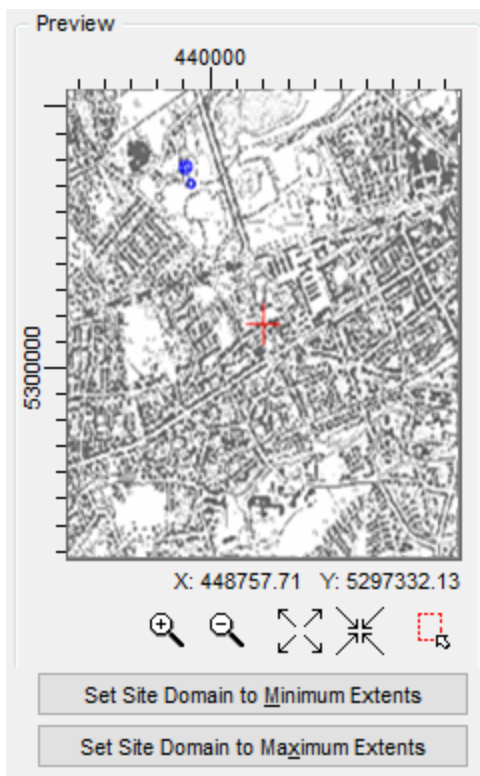 Preview
440000
5300000
X: 448757.71 Y: 5297332.13
Set Site Domain to Minimum Extents
Set Site Domain to Maximum Extents